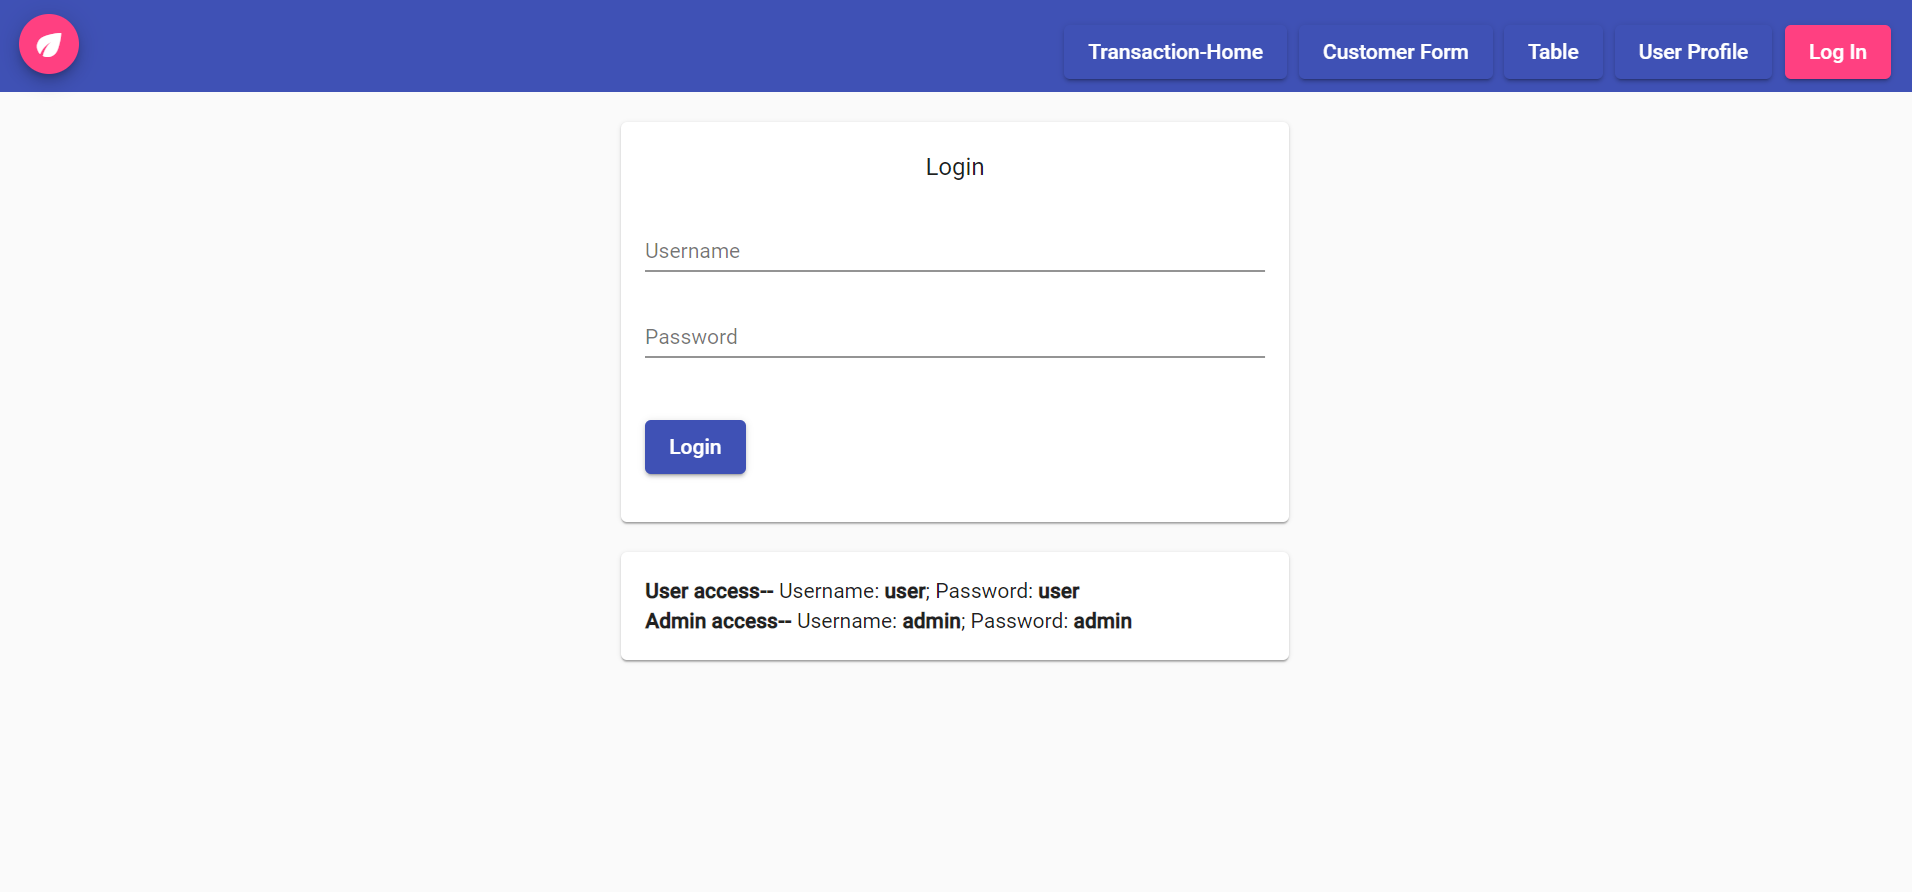 Transaction-Home Customer Form Table User Profile Log In
Login
Username
Password
Login
User access-- Username: user; Password: user
Admin access-- Username: admin; Password: admin